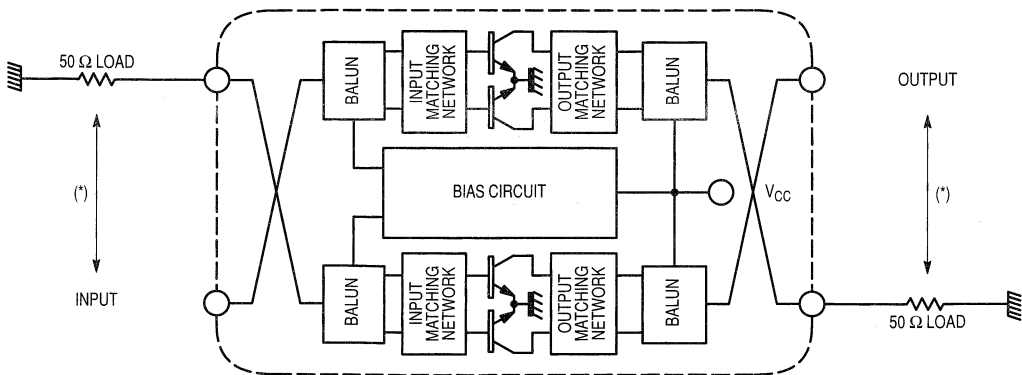 50 Ω LOAD
(*)
INPUT
BALUN
INPUT
MATCHING
NETWORK
OUTPUT
MATCHING
NETWORK
BALUN
BIAS CIRCUIT
VCC
BALUN
INPUT
MATCHING
NETWORK
OUTPUT
MATCHING
NETWORK
BALUN
OUTPUT
(*)
50 Ω LOAD